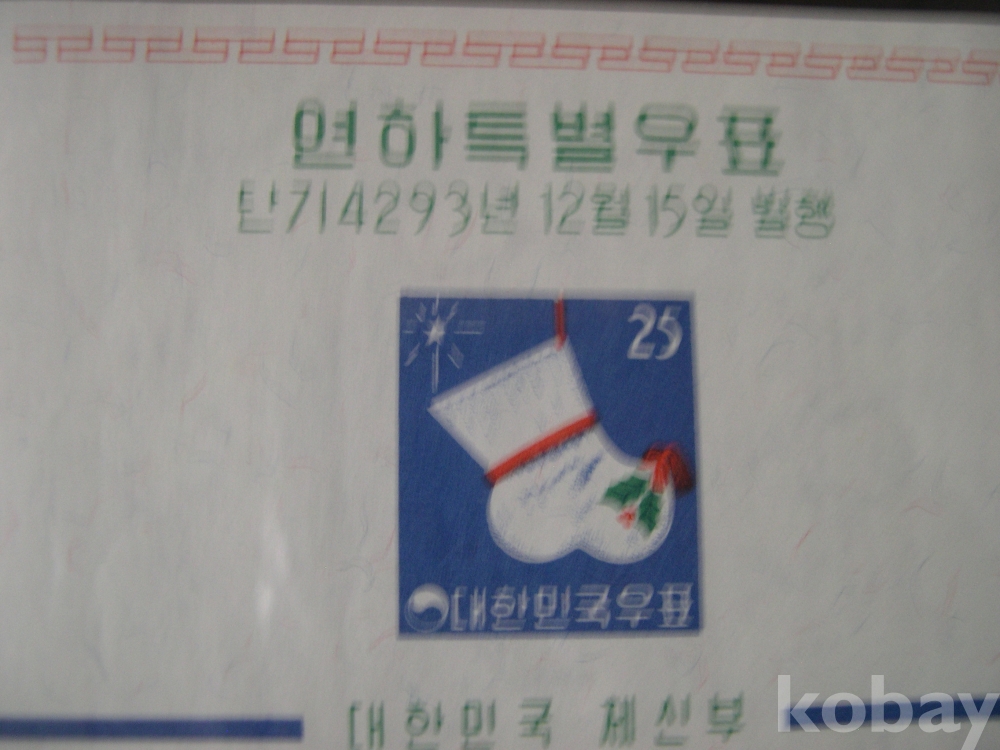 연하특별우표
단기4293년 12월 15일 발행
25
대한민국우표
대한민국 체신부
kobay